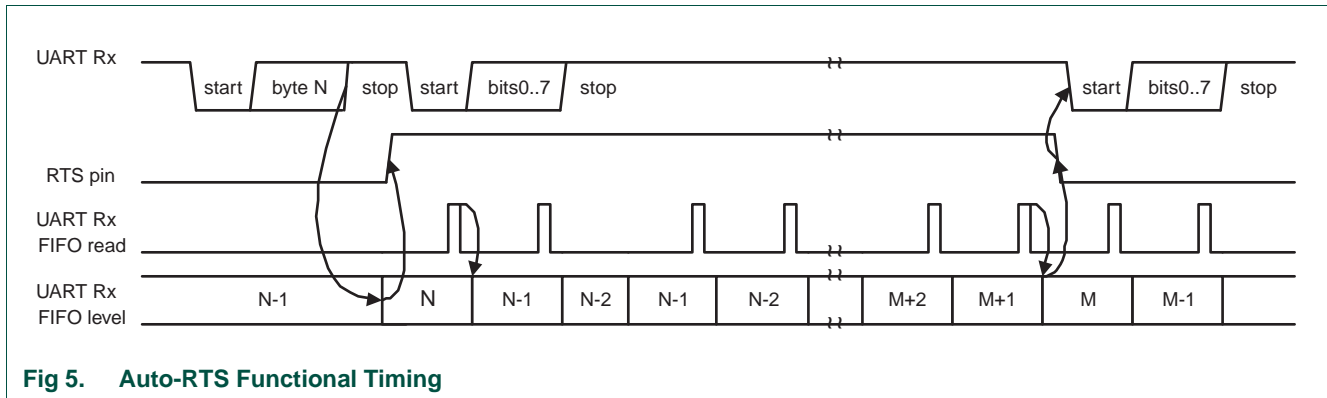 UART Rx
start byte N stop start bits0..7 stop start bits0..7 stop
RTS pin
UART Rx
FIFO read
UART Rx
FIFO level
N-1 N N-1 N-2 N-1 N-2 M+2 M+1 M M-1
Fig 5. Auto-RTS Functional Timing